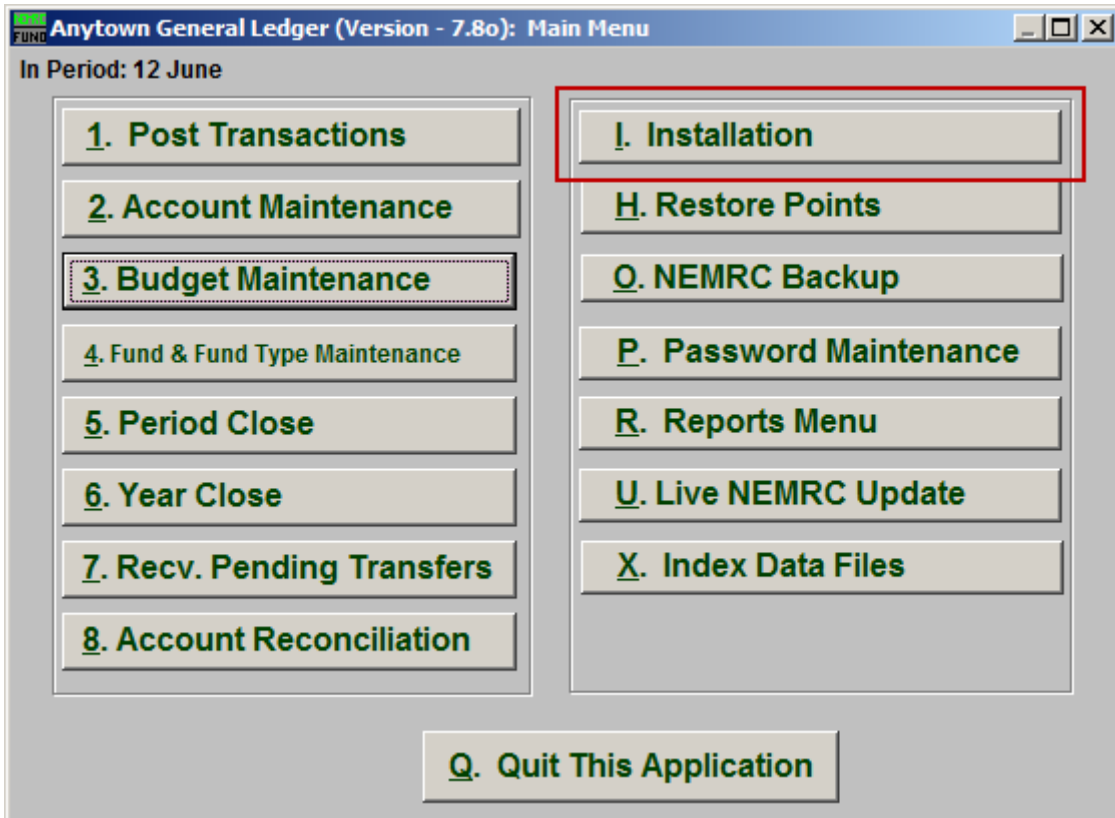 FUND Anytown General Ledger (Version - 7.8o): Main Menu
In Period: 12 June
1. Post Transactions
2. Account Maintenance
3. Budget Maintenance
4. Fund & Fund Type Maintenance
5. Period Close
6. Year Close
7. Recv. Pending Transfers
8. Account Reconciliation
I. Installation
H. Restore Points
O. NEMRC Backup
P. Password Maintenance
R. Reports Menu
U. Live NEMRC Update
X. Index Data Files
Q. Quit This Application